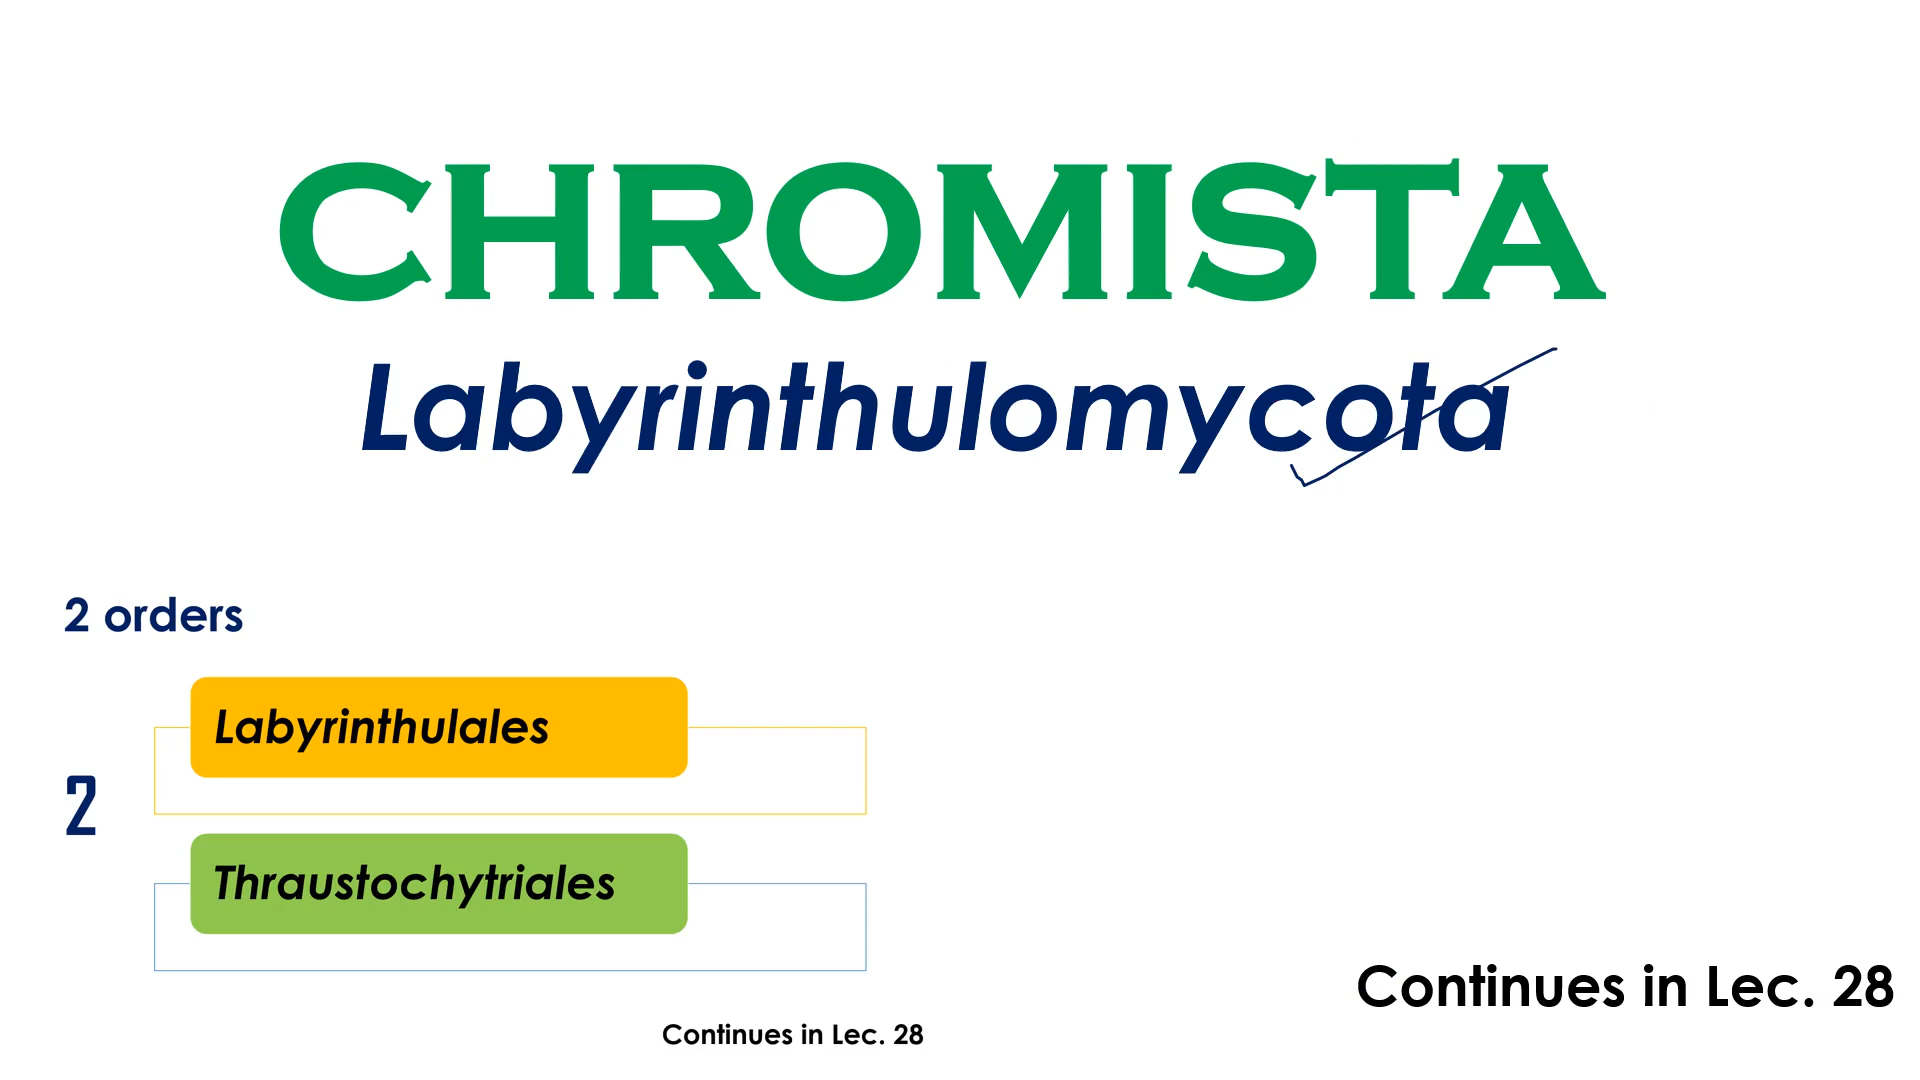 CHROMISTA
Labyrinthulomycota
2 orders
Labyrinthulales
2
Thraustochytriales
Continues in Lec. 28
Continues in Lec. 28